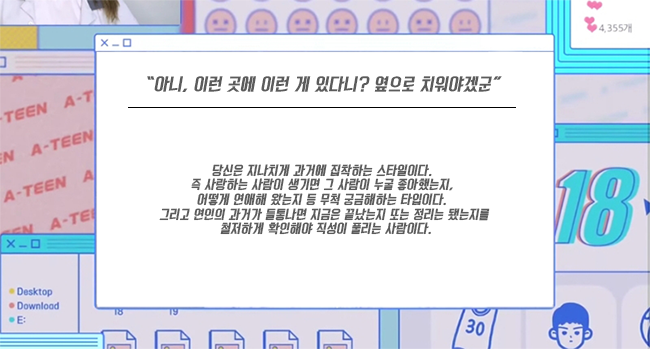 4,355개
"아니, 이런 곳에 이런 게 있다니? 옆으로 치워야겠군"
당신은 지나치게 과거에 집착하는 스타일이다.
즉 사랑하는 사람이 생기면 그 사람이 누굴 좋아했는지,
어떻게 연애해 왔는지 등 무척 궁금해하는 타입이다.
그리고 연인의 과거가 들통나면 지금은 끝났는지 또는 정리는 됐는지를
철저하게 확인해야 직성이 풀리는 사람이다.
TEEN A-TEEN
A-TEEN
18
Desktop
Download
E:
18 19
30